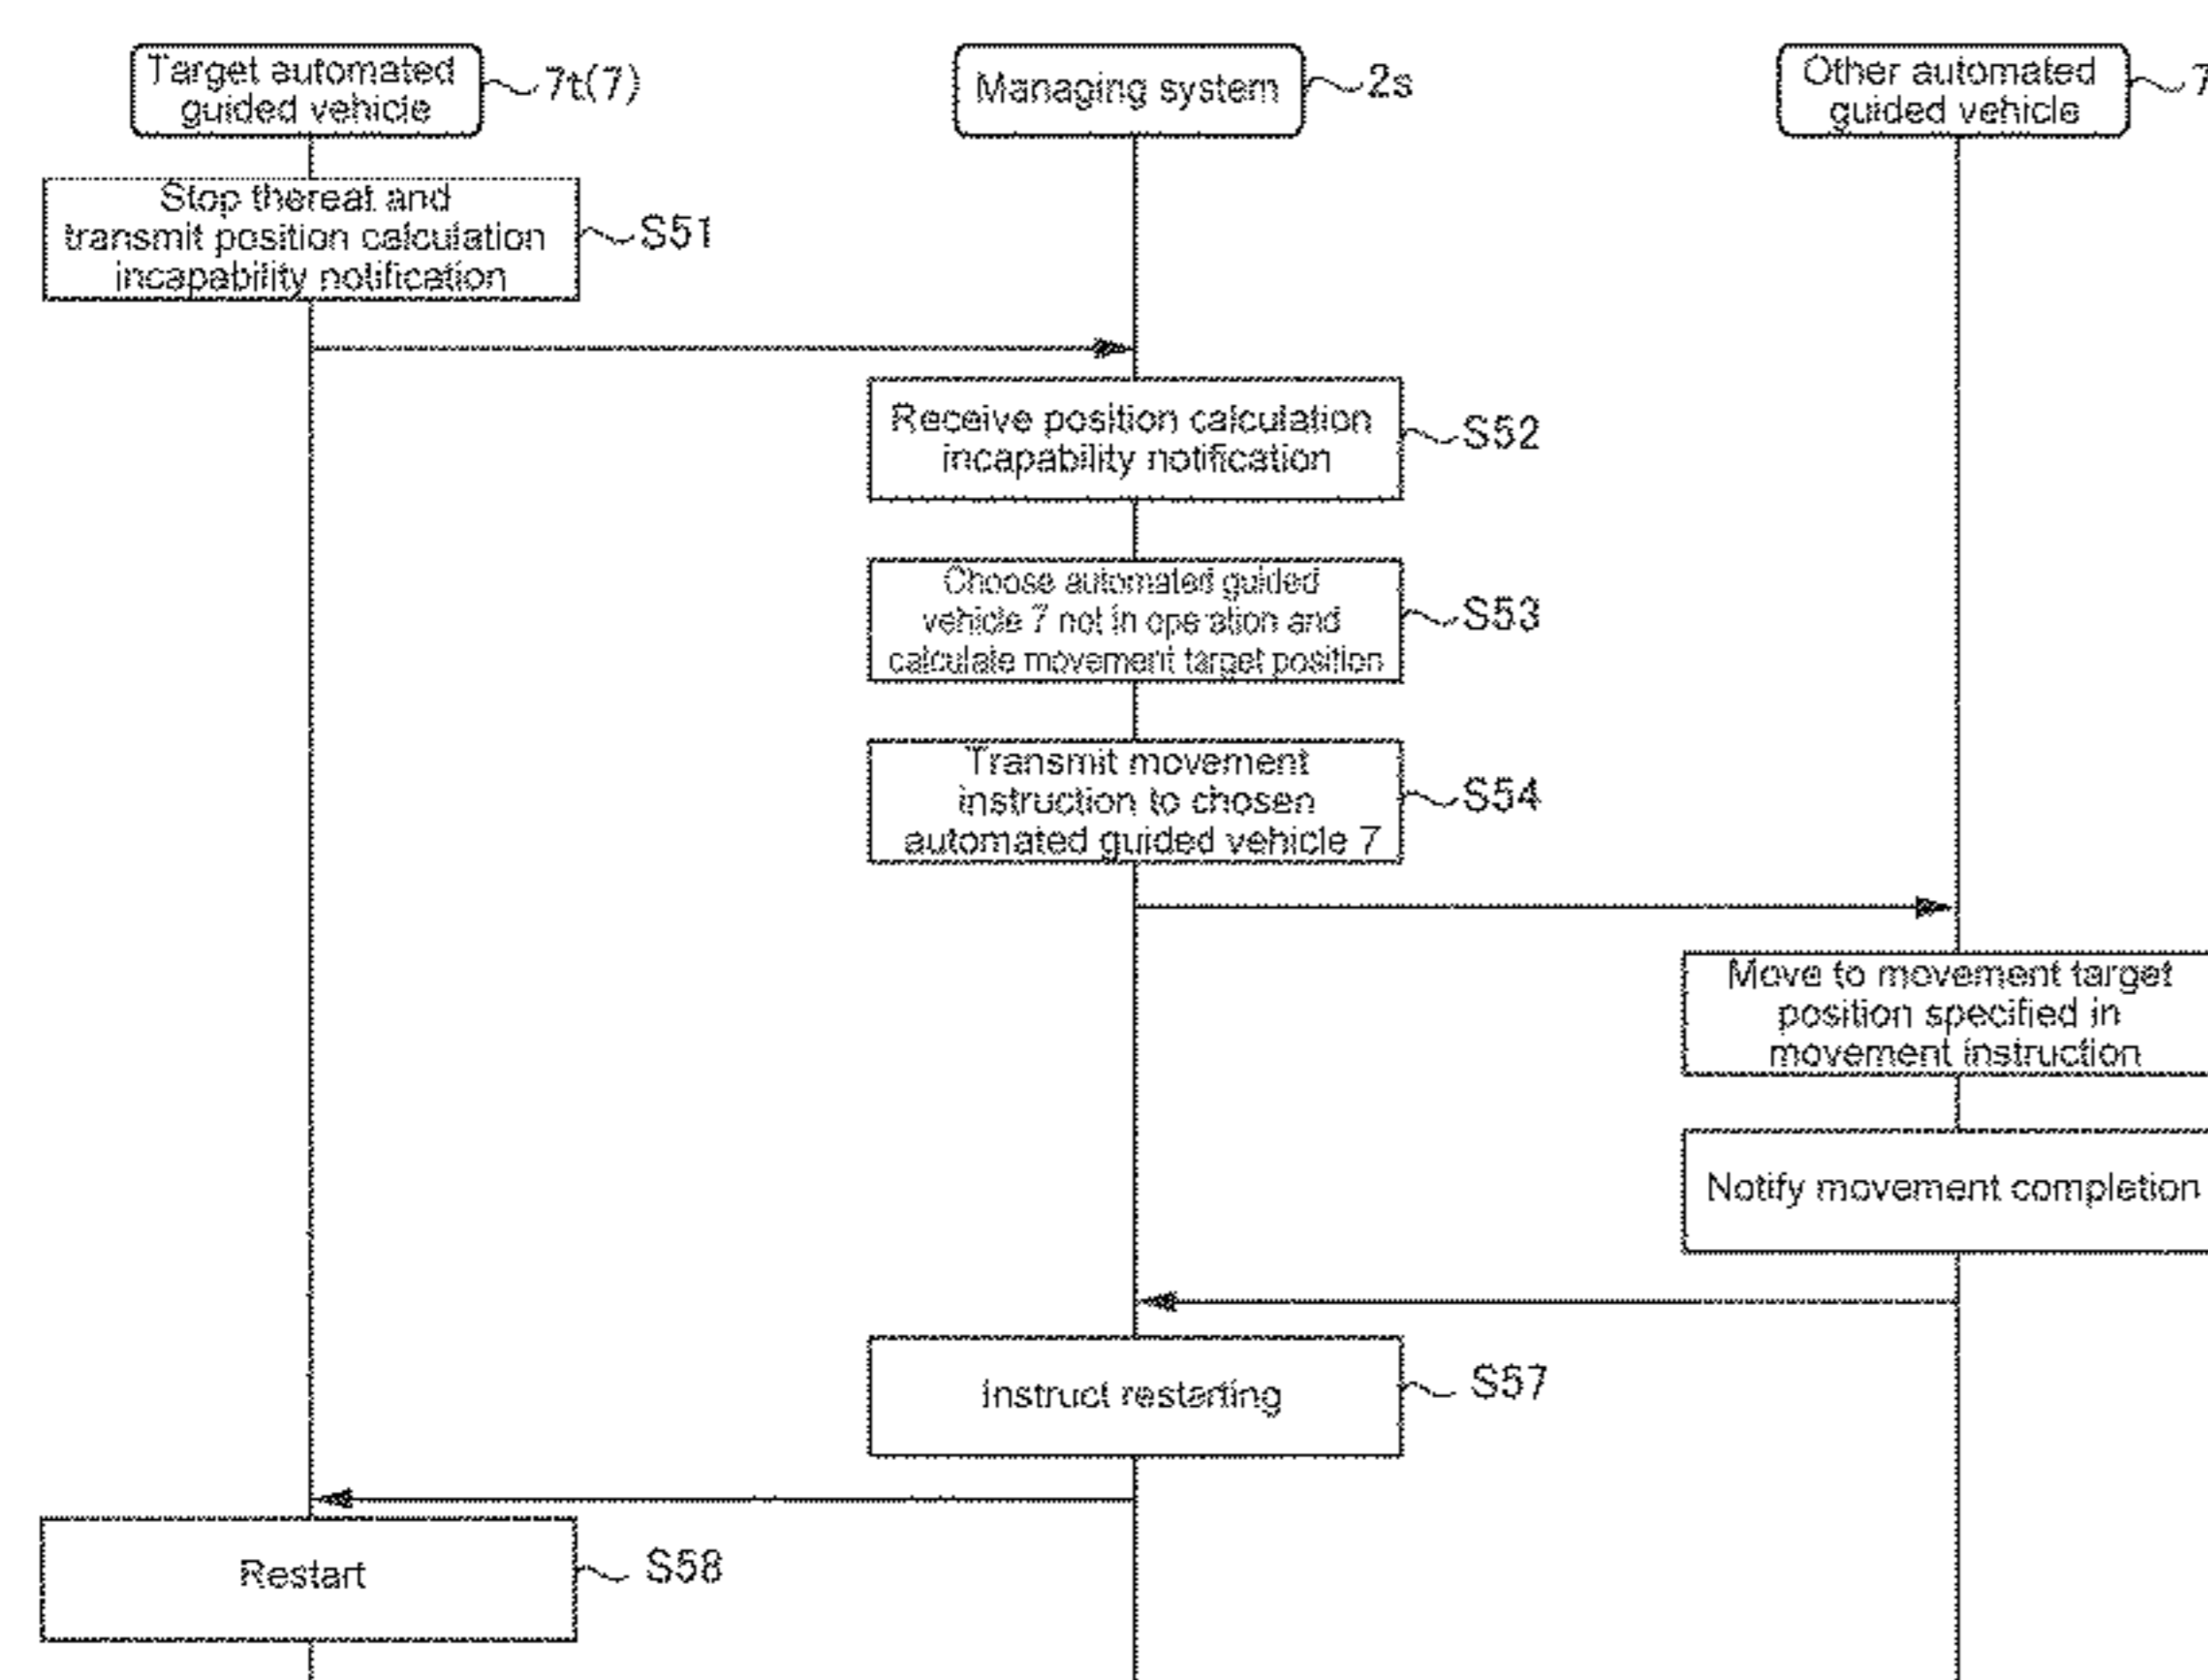 Target automated
guided vehicle
7t(7)
Managing system
2s
Other automated
guided vehicle
7
Stop thereat and
transmit position calculation
incapability notification
S51
Receive position calculation
incapability notification
S52
Choose automated guided
vehicle 7 not in operation and
calculate movement target position
S53
Transmit movement
instruction to chosen
automated guided vehicle 7
S54
Move to movement target
position specified in
movement instruction
Notify movement completion
Instruct restarting
S57
Restart
S58